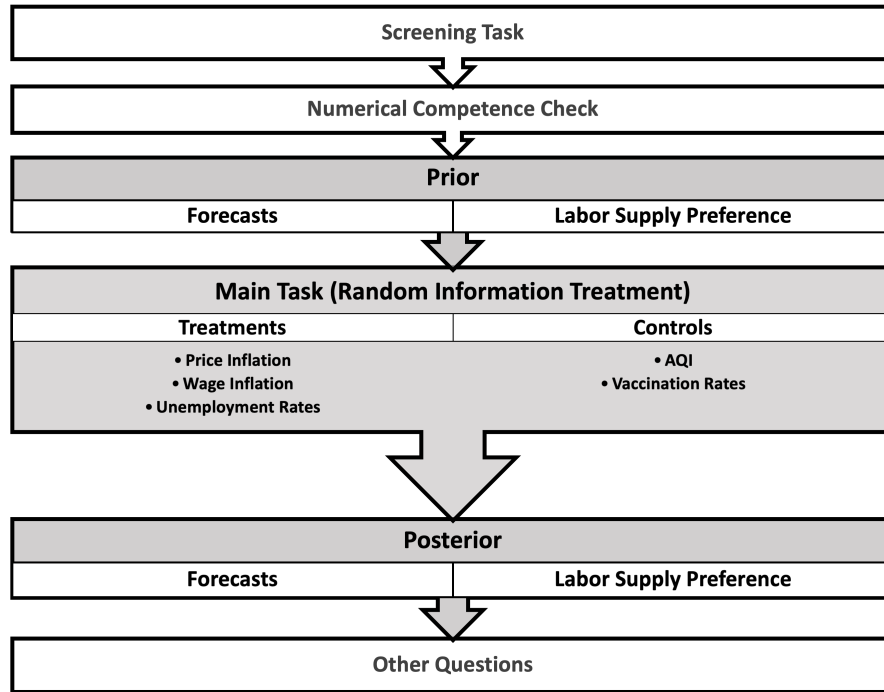 Screening Task
Numerical Competence Check
Prior
Forecasts
Labor Supply Preference
Main Task (Random Information Treatment)
Treatments
Controls
• Price Inflation
• Wage Inflation
• Unemployment Rates
• AQI
• Vaccination Rates
Posterior
Forecasts
Labor Supply Preference
Other Questions